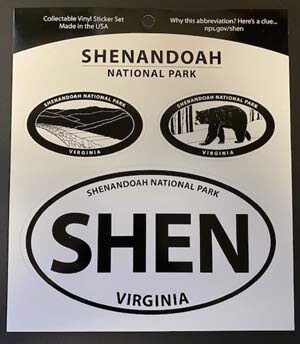 Collectable Vinyl Sticker Set
Made in the USA
Why this abbreviation? Here's a clue...
nps.gov/shen
SHENANDOAH
NATIONAL PARK
SHENANDOAH NATIONAL PARK
VIRGINIA
SHENANDOAH NATIONAL PARK
VIRGINIA
SHENANDOAH NATIONAL PARK
SHEN
VIRGINIA